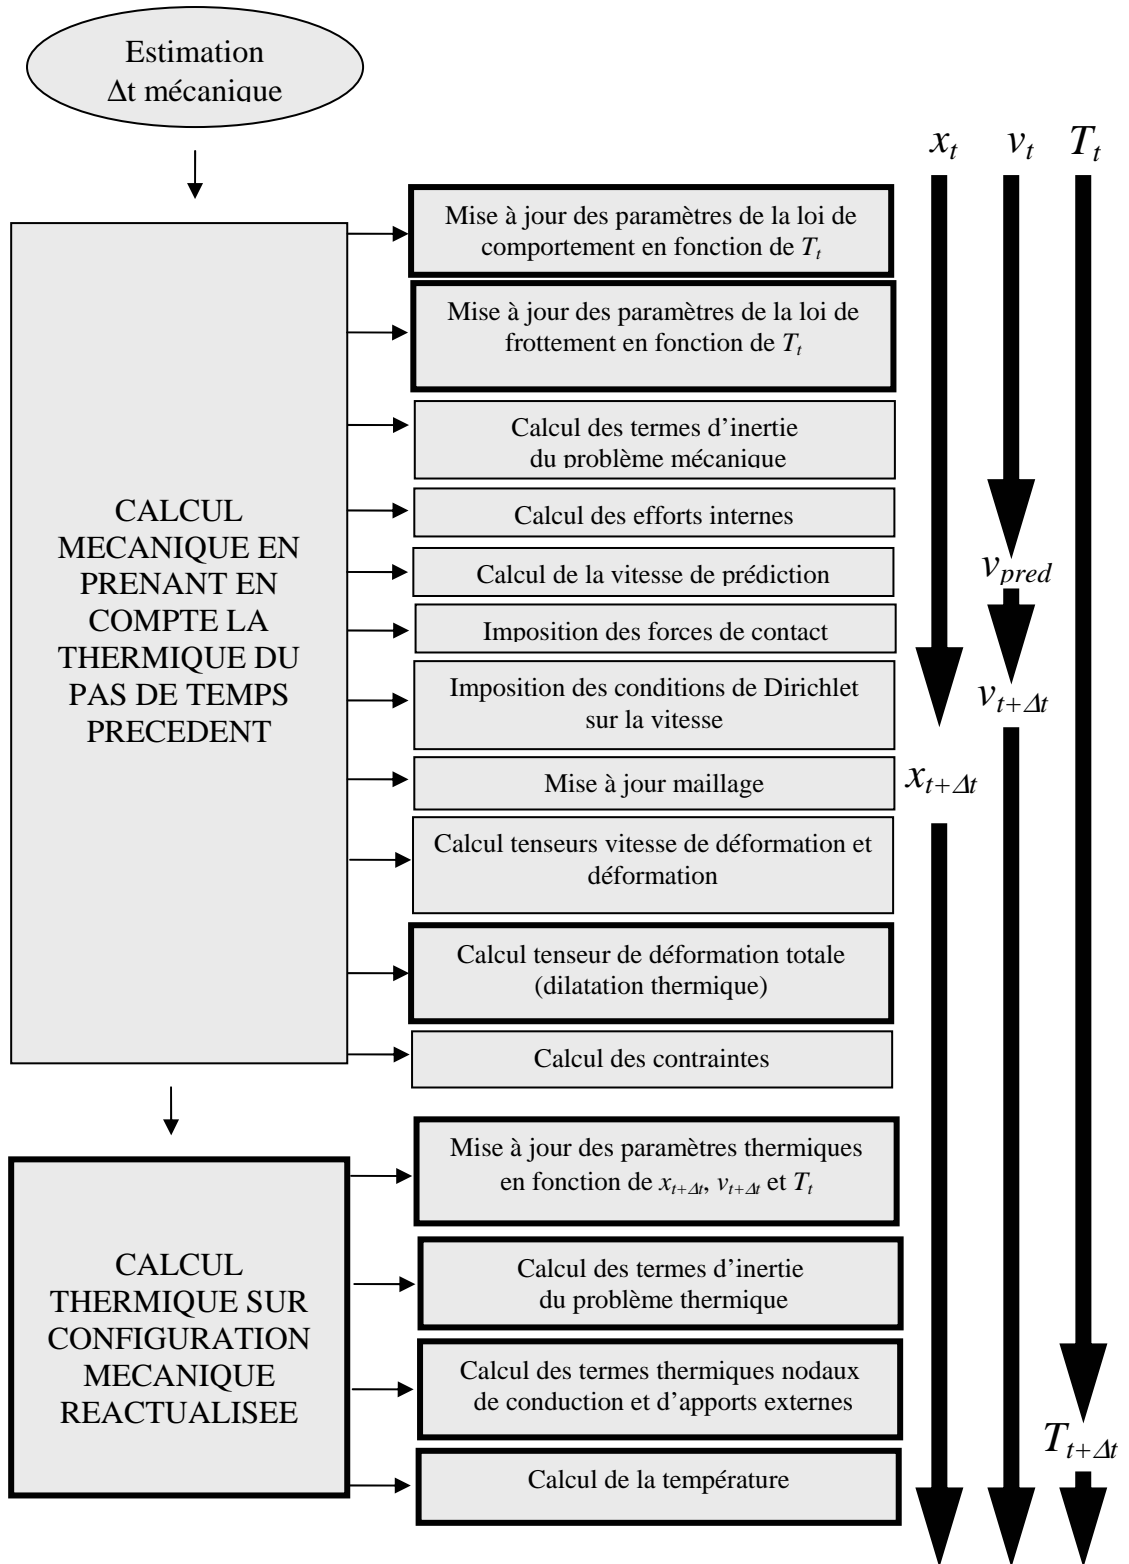 Estimation
Δt mécanique
x_t v_t T_t
Mise à jour des paramètres de la loi de
comportement en fonction de T_t
Mise à jour des paramètres de la loi de
frottement en fonction de T_t
Calcul des termes d’inertie
du problème mécanique
CALCUL
MECANIQUE EN
PRENANT EN
COMPTE LA
THERMIQUE DU
PAS DE TEMPS
PRECEDENT
Calcul des efforts internes
Calcul de la vitesse de prédiction
v_pred
Imposition des forces de contact
Imposition des conditions de Dirichlet
sur la vitesse
v_t+Δt
Mise à jour maillage
x_t+Δt
Calcul tenseurs vitesse de déformation et
déformation
Calcul tenseur de déformation totale
(dilatation thermique)
Calcul des contraintes
CALCUL
THERMIQUE SUR
CONFIGURATION
MECANIQUE
REACTUALISEE
Mise à jour des paramètres thermiques
en fonction de x_t+Δt, v_t+Δt et T_t
Calcul des termes d’inertie
du problème thermique
Calcul des termes thermiques nodaux
de conduction et d’apports externes
T_t+Δt
Calcul de la température